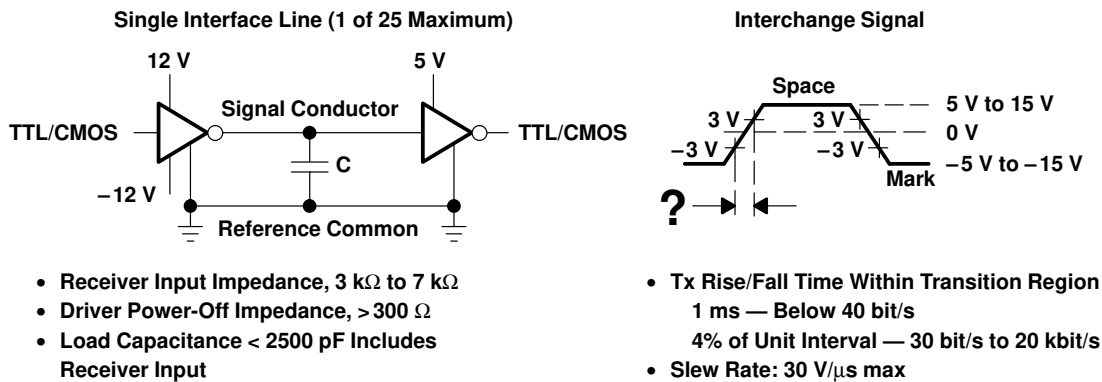 Single Interface Line (1 of 25 Maximum)
12 V
5 V
TTL/CMOS
Signal Conductor
TTL/CMOS
C
–12 V
Reference Common
• Receiver Input Impedance, 3 kΩ to 7 kΩ
• Driver Power-Off Impedance, > 300 Ω
• Load Capacitance < 2500 pF Includes
Receiver Input
Interchange Signal
Space
5 V to 15 V
3 V
3 V
0 V
–3 V
–3 V
–5 V to –15 V
Mark
?
• Tx Rise/Fall Time Within Transition Region
1 ms — Below 40 bit/s
4% of Unit Interval — 30 bit/s to 20 kbit/s
• Slew Rate: 30 V/μs max